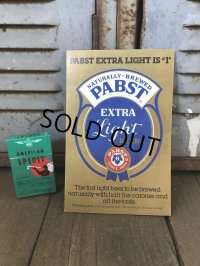 PABST EXTRA LIGHT IS "1"
NATURALLY-BREWED
PABST
EXTRA
Light
SOLD OUT
AMERICAN
SPIRIT
The first light beer to be brewed
naturally with half the calories and
all the taste.